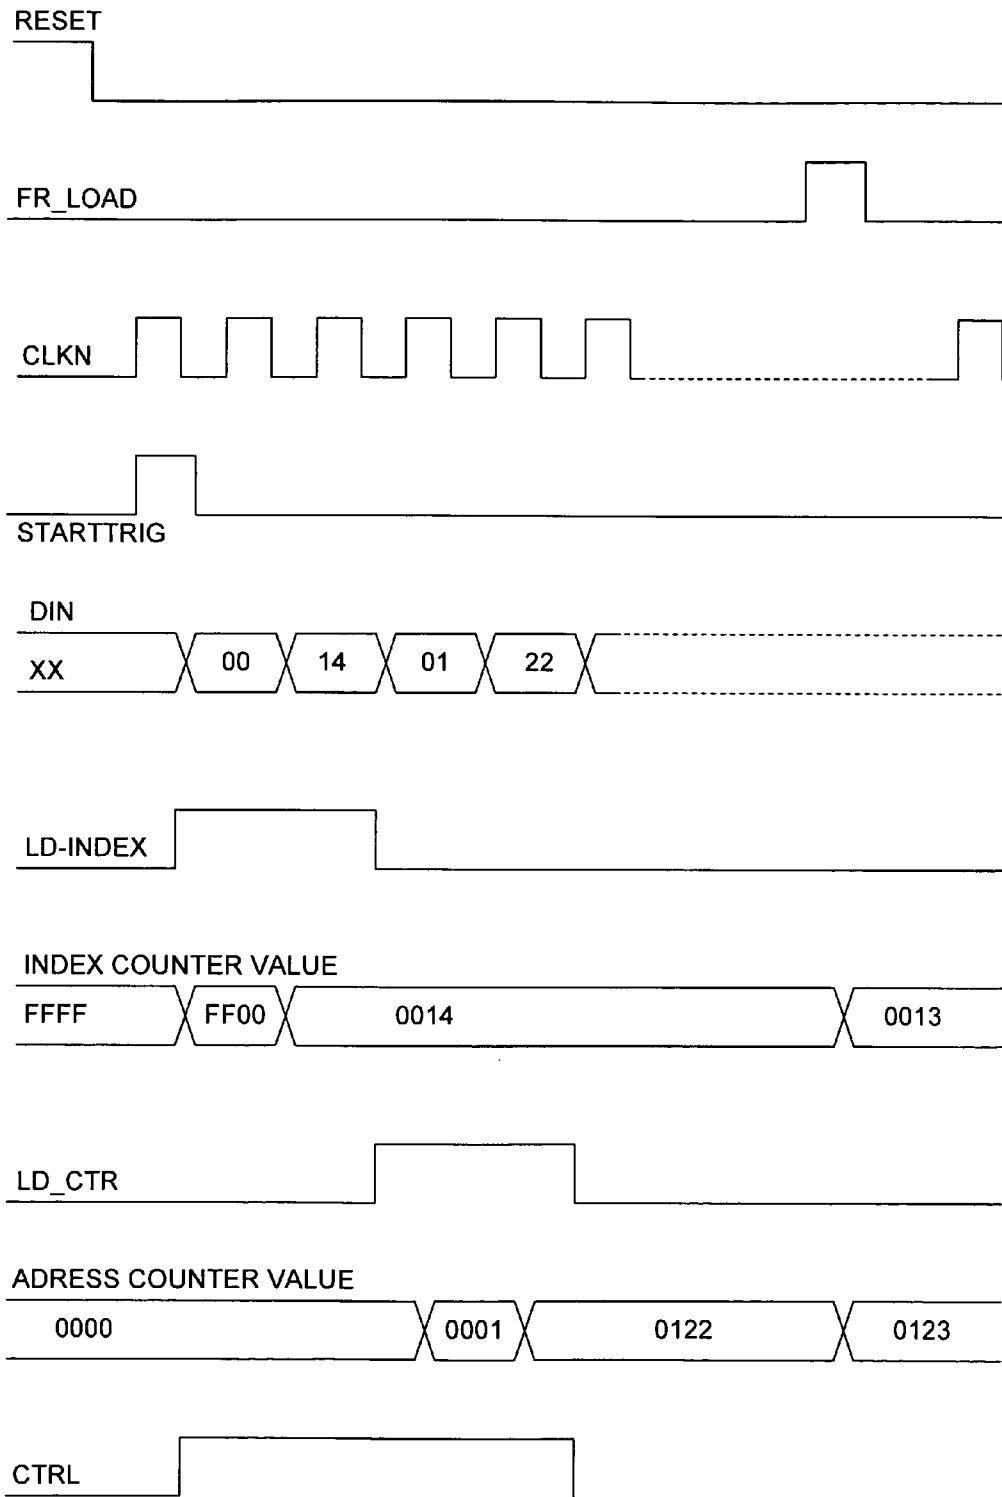 RESET
FR_LOAD
CLKN
STARTTRIG
DIN
XX 00 14 01 22
LD-INDEX
INDEX COUNTER VALUE
FFFF FF00 0014 0013
LD_CTR
ADRESS COUNTER VALUE
0000 0001 0122 0123
CTRL